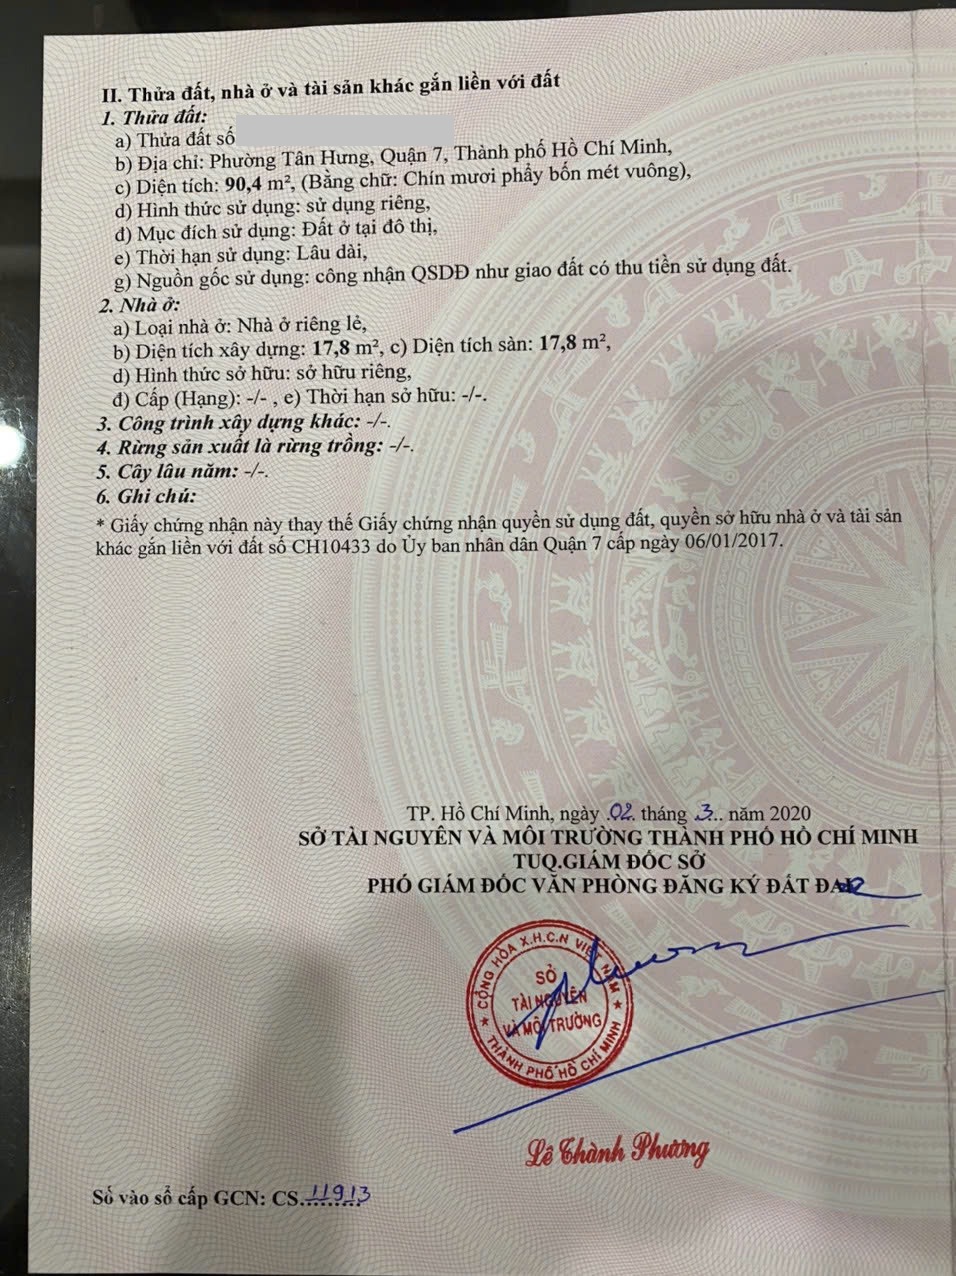 II. Thửa đất, nhà ở và tài sản khác gắn liền với đất
1. Thửa đất:
a) Thửa đất số
b) Địa chỉ: Phường Tân Hưng, Quận 7, Thành phố Hồ Chí Minh,
c) Diện tích: 90,4 m², (Bằng chữ: Chín mươi phẩy bốn mét vuông),
d) Hình thức sử dụng: sử dụng riêng,
đ) Mục đích sử dụng: Đất ở tại đô thị,
e) Thời hạn sử dụng: Lâu dài,
g) Nguồn gốc sử dụng: công nhận QSDĐ như giao đất có thu tiền sử dụng đất.
2. Nhà ở:
a) Loại nhà ở: Nhà ở riêng lẻ,
b) Diện tích xây dựng: 17,8 m², c) Diện tích sàn: 17,8 m²,
d) Hình thức sở hữu: sở hữu riêng,
đ) Cấp (Hạng): -/- , e) Thời hạn sở hữu: -/-.
3. Công trình xây dựng khác: -/-.
4. Rừng sản xuất là rừng trồng: -/-.
5. Cây lâu năm: -/-.
6. Ghi chú:
* Giấy chứng nhận này thay thế Giấy chứng nhận quyền sử dụng đất, quyền sở hữu nhà ở và tài sản
khác gắn liền với đất số CH10433 do Ủy ban nhân dân Quận 7 cấp ngày 06/01/2017.
TP. Hồ Chí Minh, ngày .02. tháng .3.. năm 2020
SỞ TÀI NGUYÊN VÀ MÔI TRƯỜNG THÀNH PHỐ HỒ CHÍ MINH
TUQ.GIÁM ĐỐC SỞ
PHÓ GIÁM ĐỐC VĂN PHÒNG ĐĂNG KÝ ĐẤT ĐAI
CỘNG HÒA X.H.C.N VIỆT NAM
SỞ
TÀI NGUYÊN
VÀ MÔI TRƯỜNG
THÀNH PHỐ HỒ CHÍ MINH
Lê Thành Phương
Số vào sổ cấp GCN: CS.11913